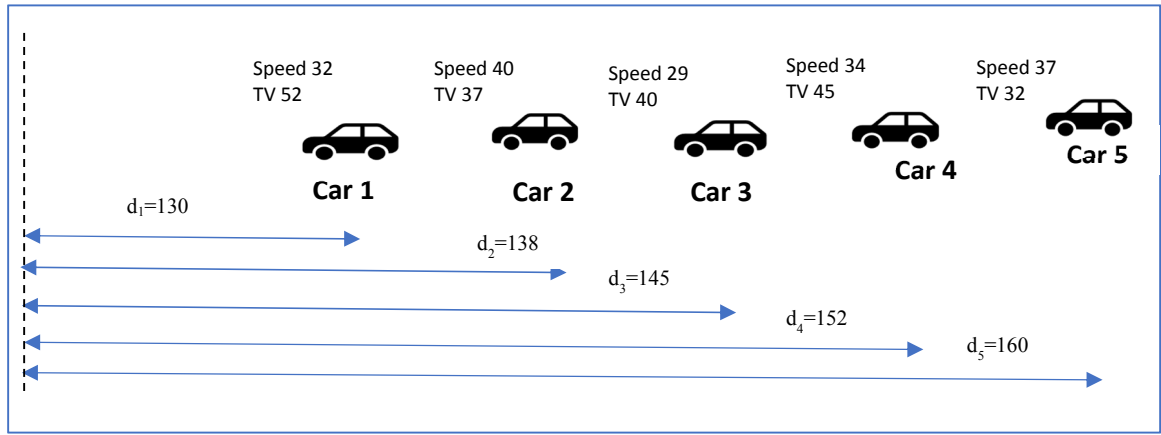 Speed 32
TV 52
Speed 40
TV 37
Speed 29
TV 40
Speed 34
TV 45
Speed 37
TV 32
Car 1
Car 2
Car 3
Car 4
Car 5
d₁=130
d₂=138
d₃=145
d₄=152
d₅=160